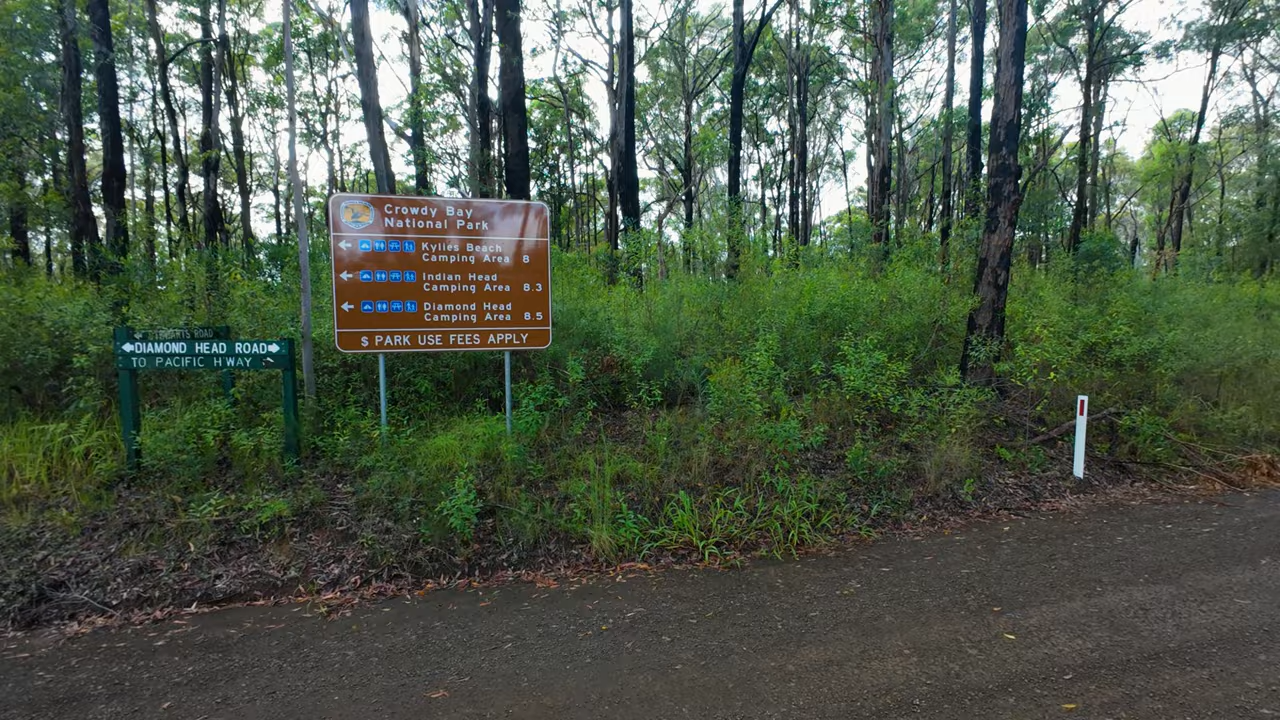 Crowdy Bay
National Park
Kylies Beach
Camping Area 8
Indian Head
Camping Area 8.3
Diamond Head
Camping Area 8.5
$ PARK USE FEES APPLY
ROAD
DIAMOND HEAD ROAD
TO PACIFIC H'WAY